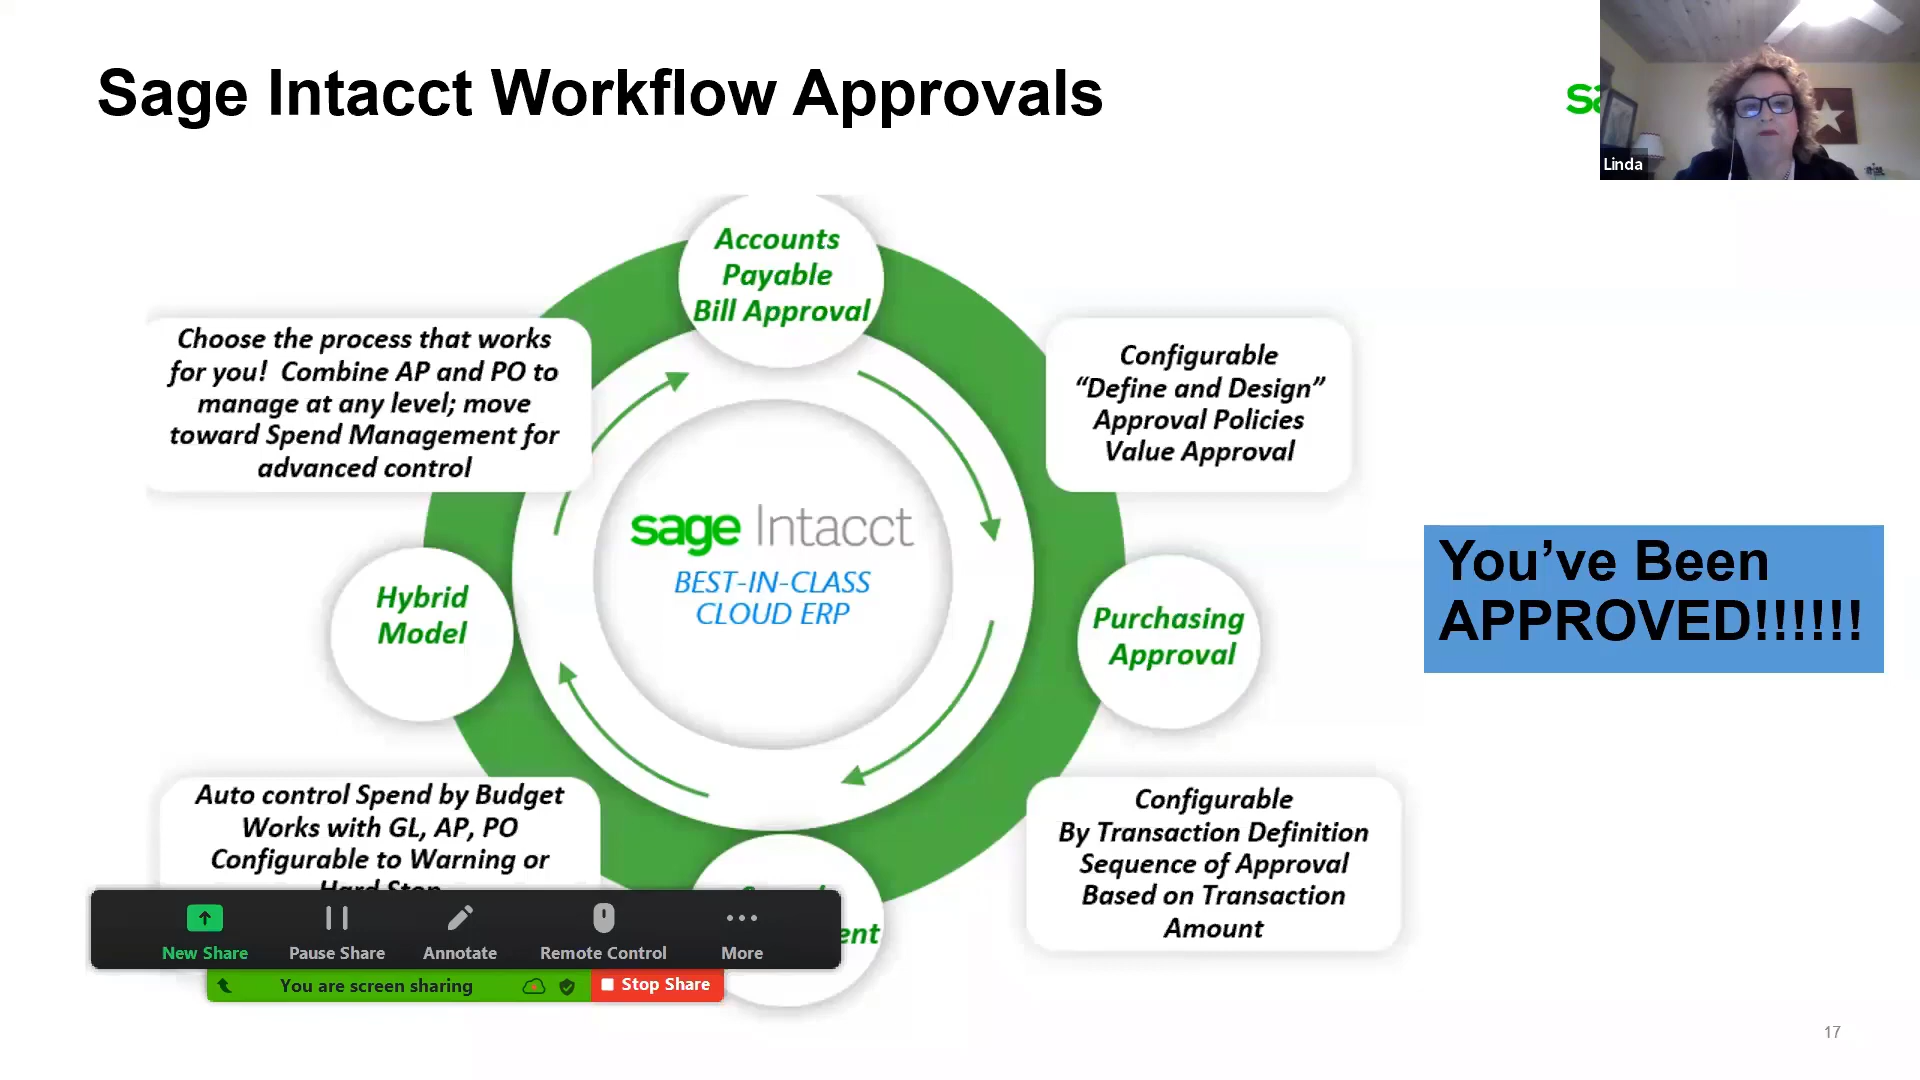 Sage Intacct Workflow Approvals
Linda
Accounts
Payable
Bill Approval
Choose the process that works
for you!  Combine AP and PO to
manage at any level; move
toward Spend Management for
advanced control
Configurable
“Define and Design”
Approval Policies
Value Approval
sage Intacct
BEST-IN-CLASS
CLOUD ERP
You’ve Been
APPROVED!!!!!!
Hybrid
Model
Purchasing
Approval
Auto control Spend by Budget
Works with GL, AP, PO
Configurable to Warning or
Hard Stop
Configurable
By Transaction Definition
Sequence of Approval
Based on Transaction
Amount
New Share
Pause Share
Annotate
Remote Control
More
You are screen sharing
Stop Share
17